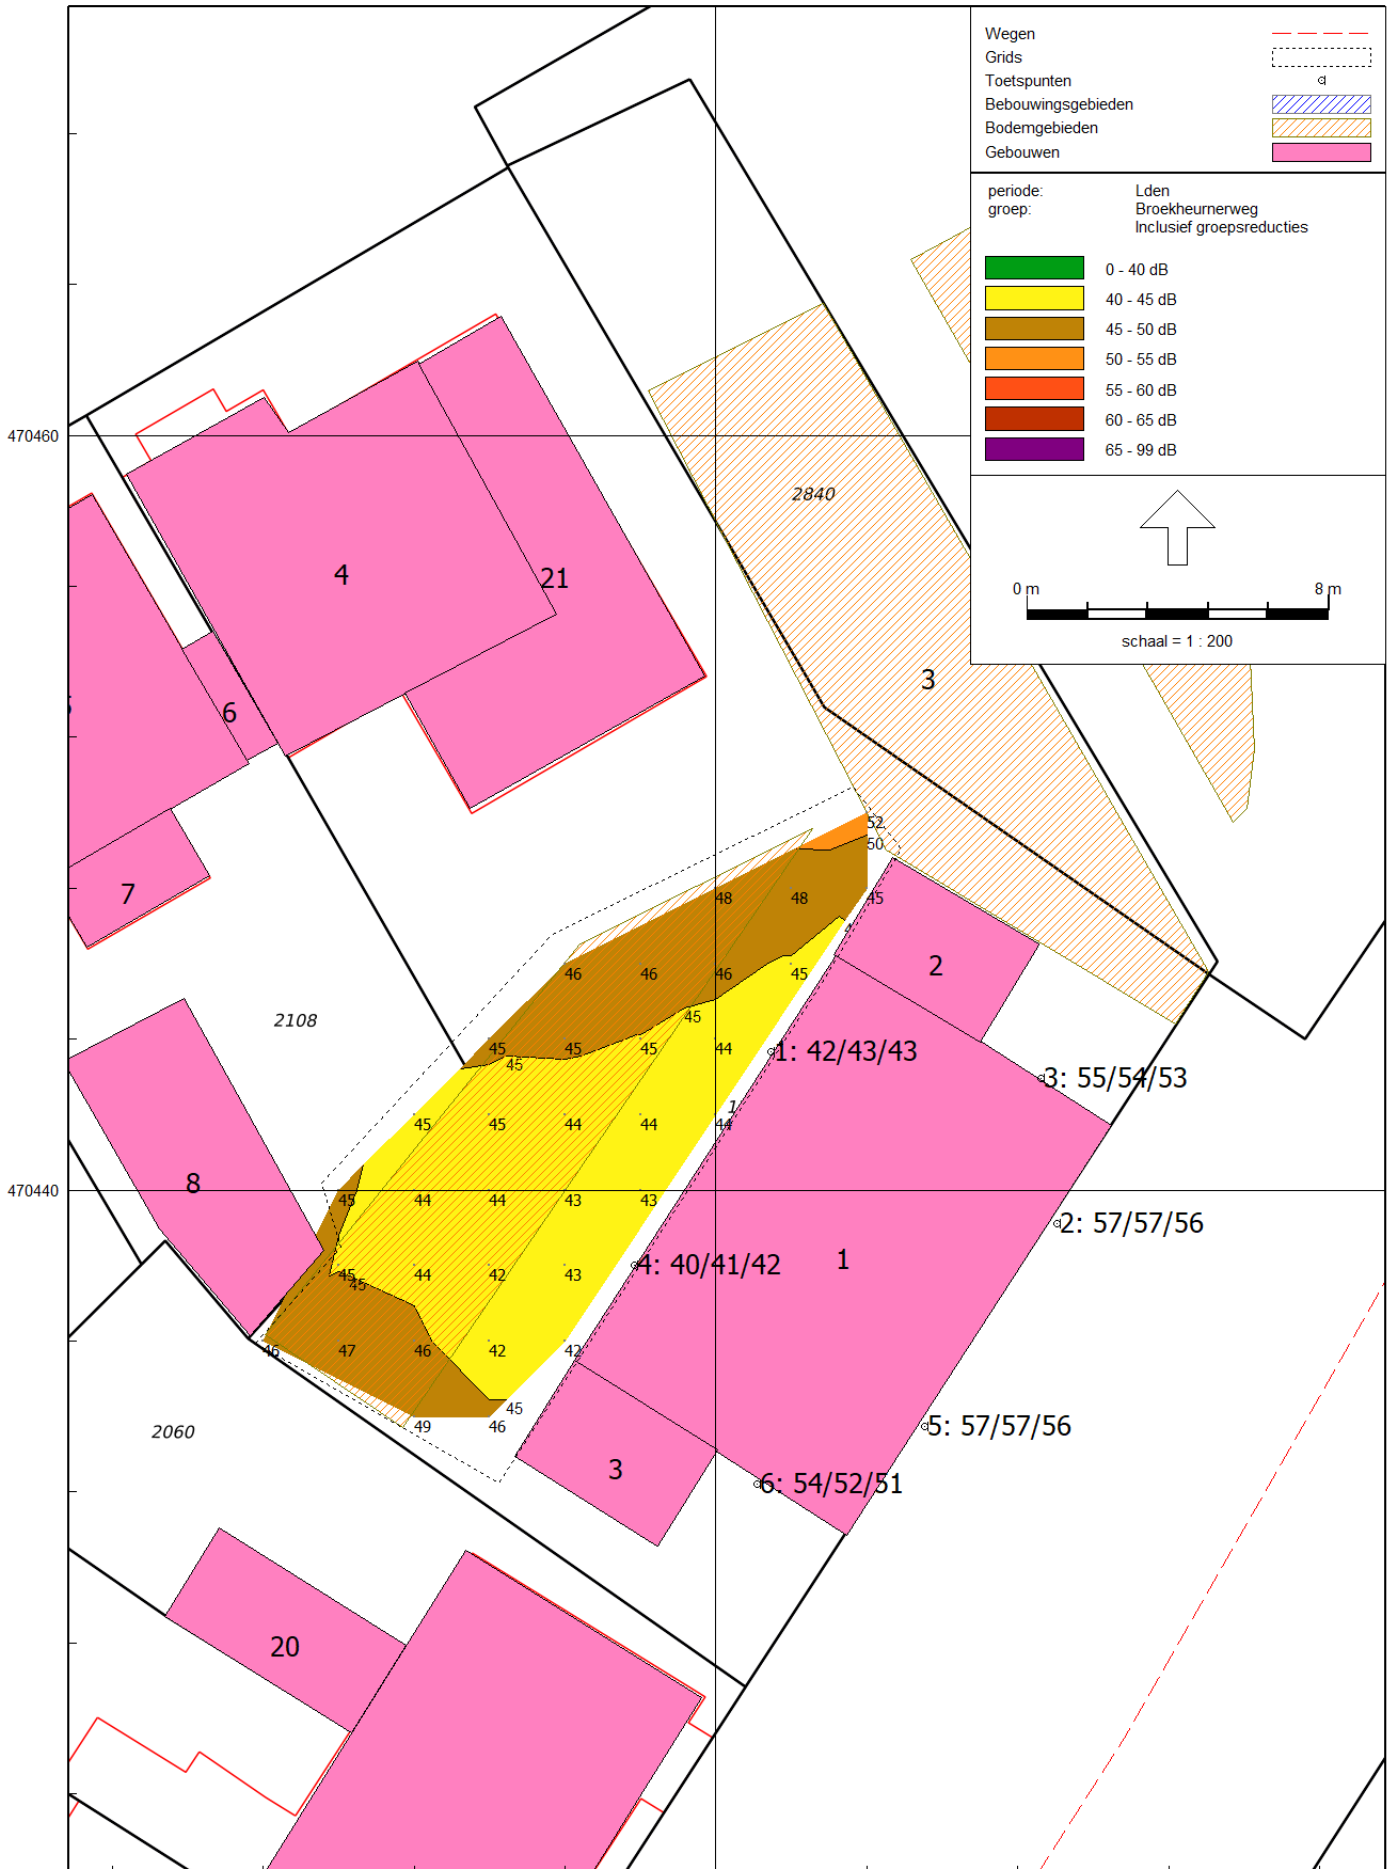 Wegen
Grids
Toetspunten
Bebouwingsgebieden
Bodemgebieden
Gebouwen
periode: Lden
groep: Broekheurnerweg
Inclusief groepsreducties
0 - 40 dB
40 - 45 dB
45 - 50 dB
50 - 55 dB
55 - 60 dB
60 - 65 dB
65 - 99 dB
0 m 8 m
schaal = 1 : 200
470460
2840
4
21
3
6
7
52
50
48 48 45
2
46 46 46 45
2108
45
45 45 45 44
45
1: 42/43/43
3: 55/54/53
1
45 45 44 44 44
8
45 44 44 43 43
470440
2: 57/57/56
1
4: 40/41/42
45 44 42 43
45
46 47 46 42 42
45
49 46
5: 57/57/56
2060
3
6: 54/52/51
20